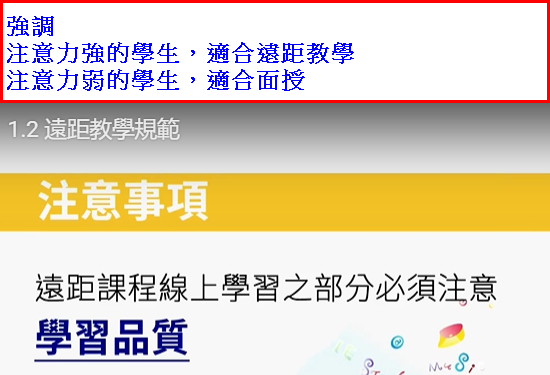 強調
注意力強的學生，適合遠距教學
注意力弱的學生，適合面授
1.2 遠距教學規範
注意事項
遠距課程線上學習之部分必須注意
學習品質